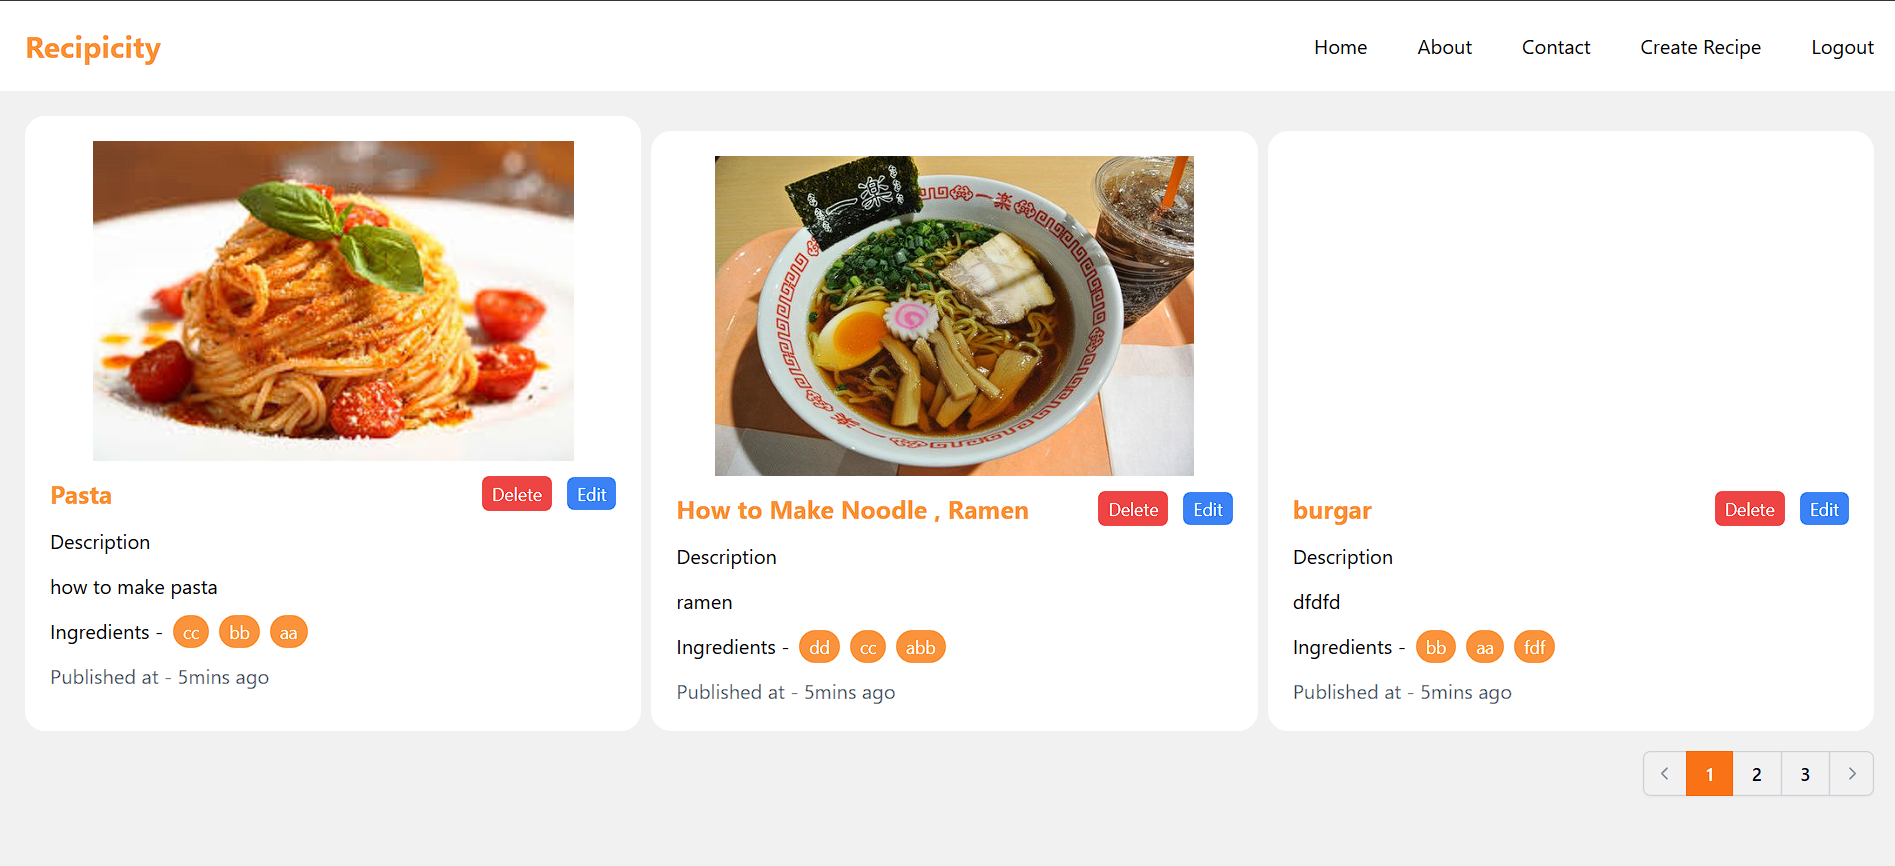 Recipicity
Home About Contact Create Recipe Logout
一楽
Pasta
Delete Edit
Description
how to make pasta
Ingredients - cc bb aa
Published at - 5mins ago
How to Make Noodle , Ramen
Delete Edit
Description
ramen
Ingredients - dd cc abb
Published at - 5mins ago
burgar
Delete Edit
Description
dfdfd
Ingredients - bb aa fdf
Published at - 5mins ago
1 2 3